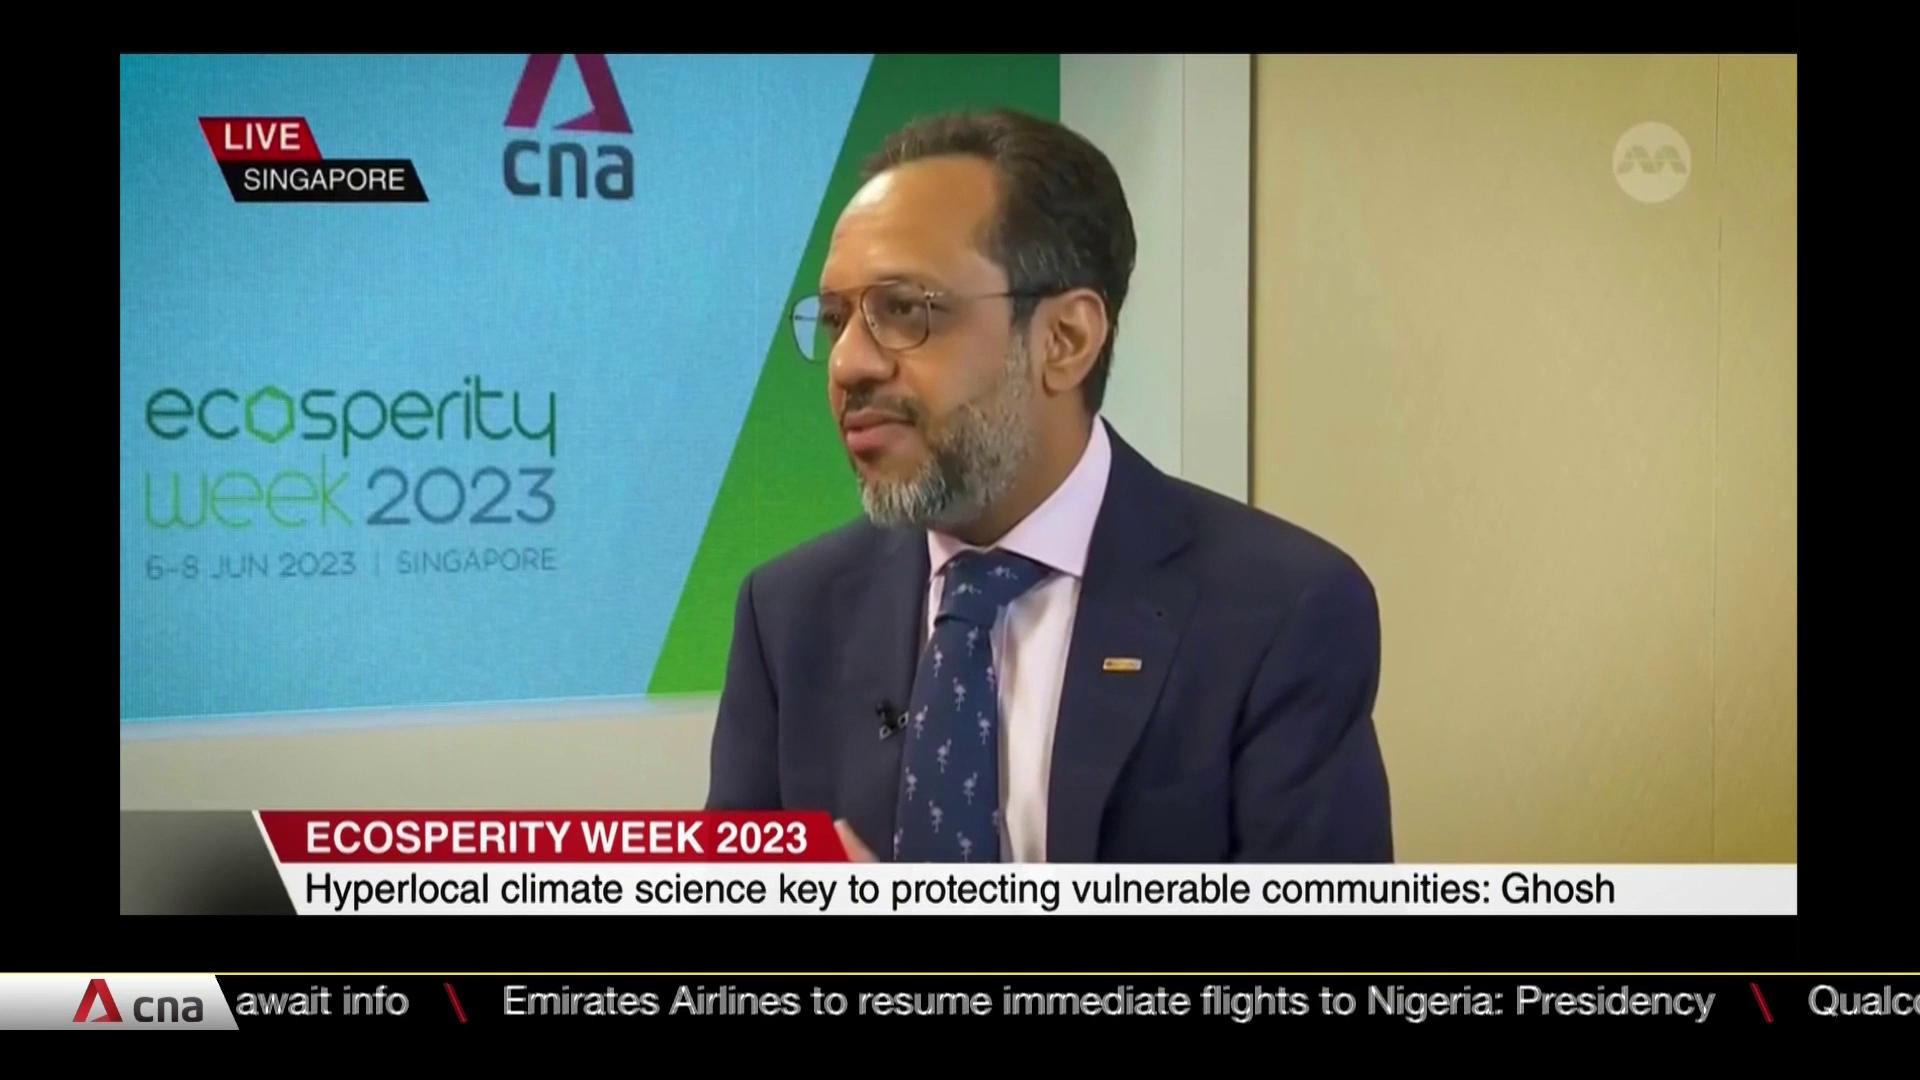 LIVE
SINGAPORE
cna
ecosperity
week 2023
6-8 JUN 2023 | SINGAPORE
ECOSPERITY WEEK 2023
Hyperlocal climate science key to protecting vulnerable communities: Ghosh
cna await info \ Emirates Airlines to resume immediate flights to Nigeria: Presidency \